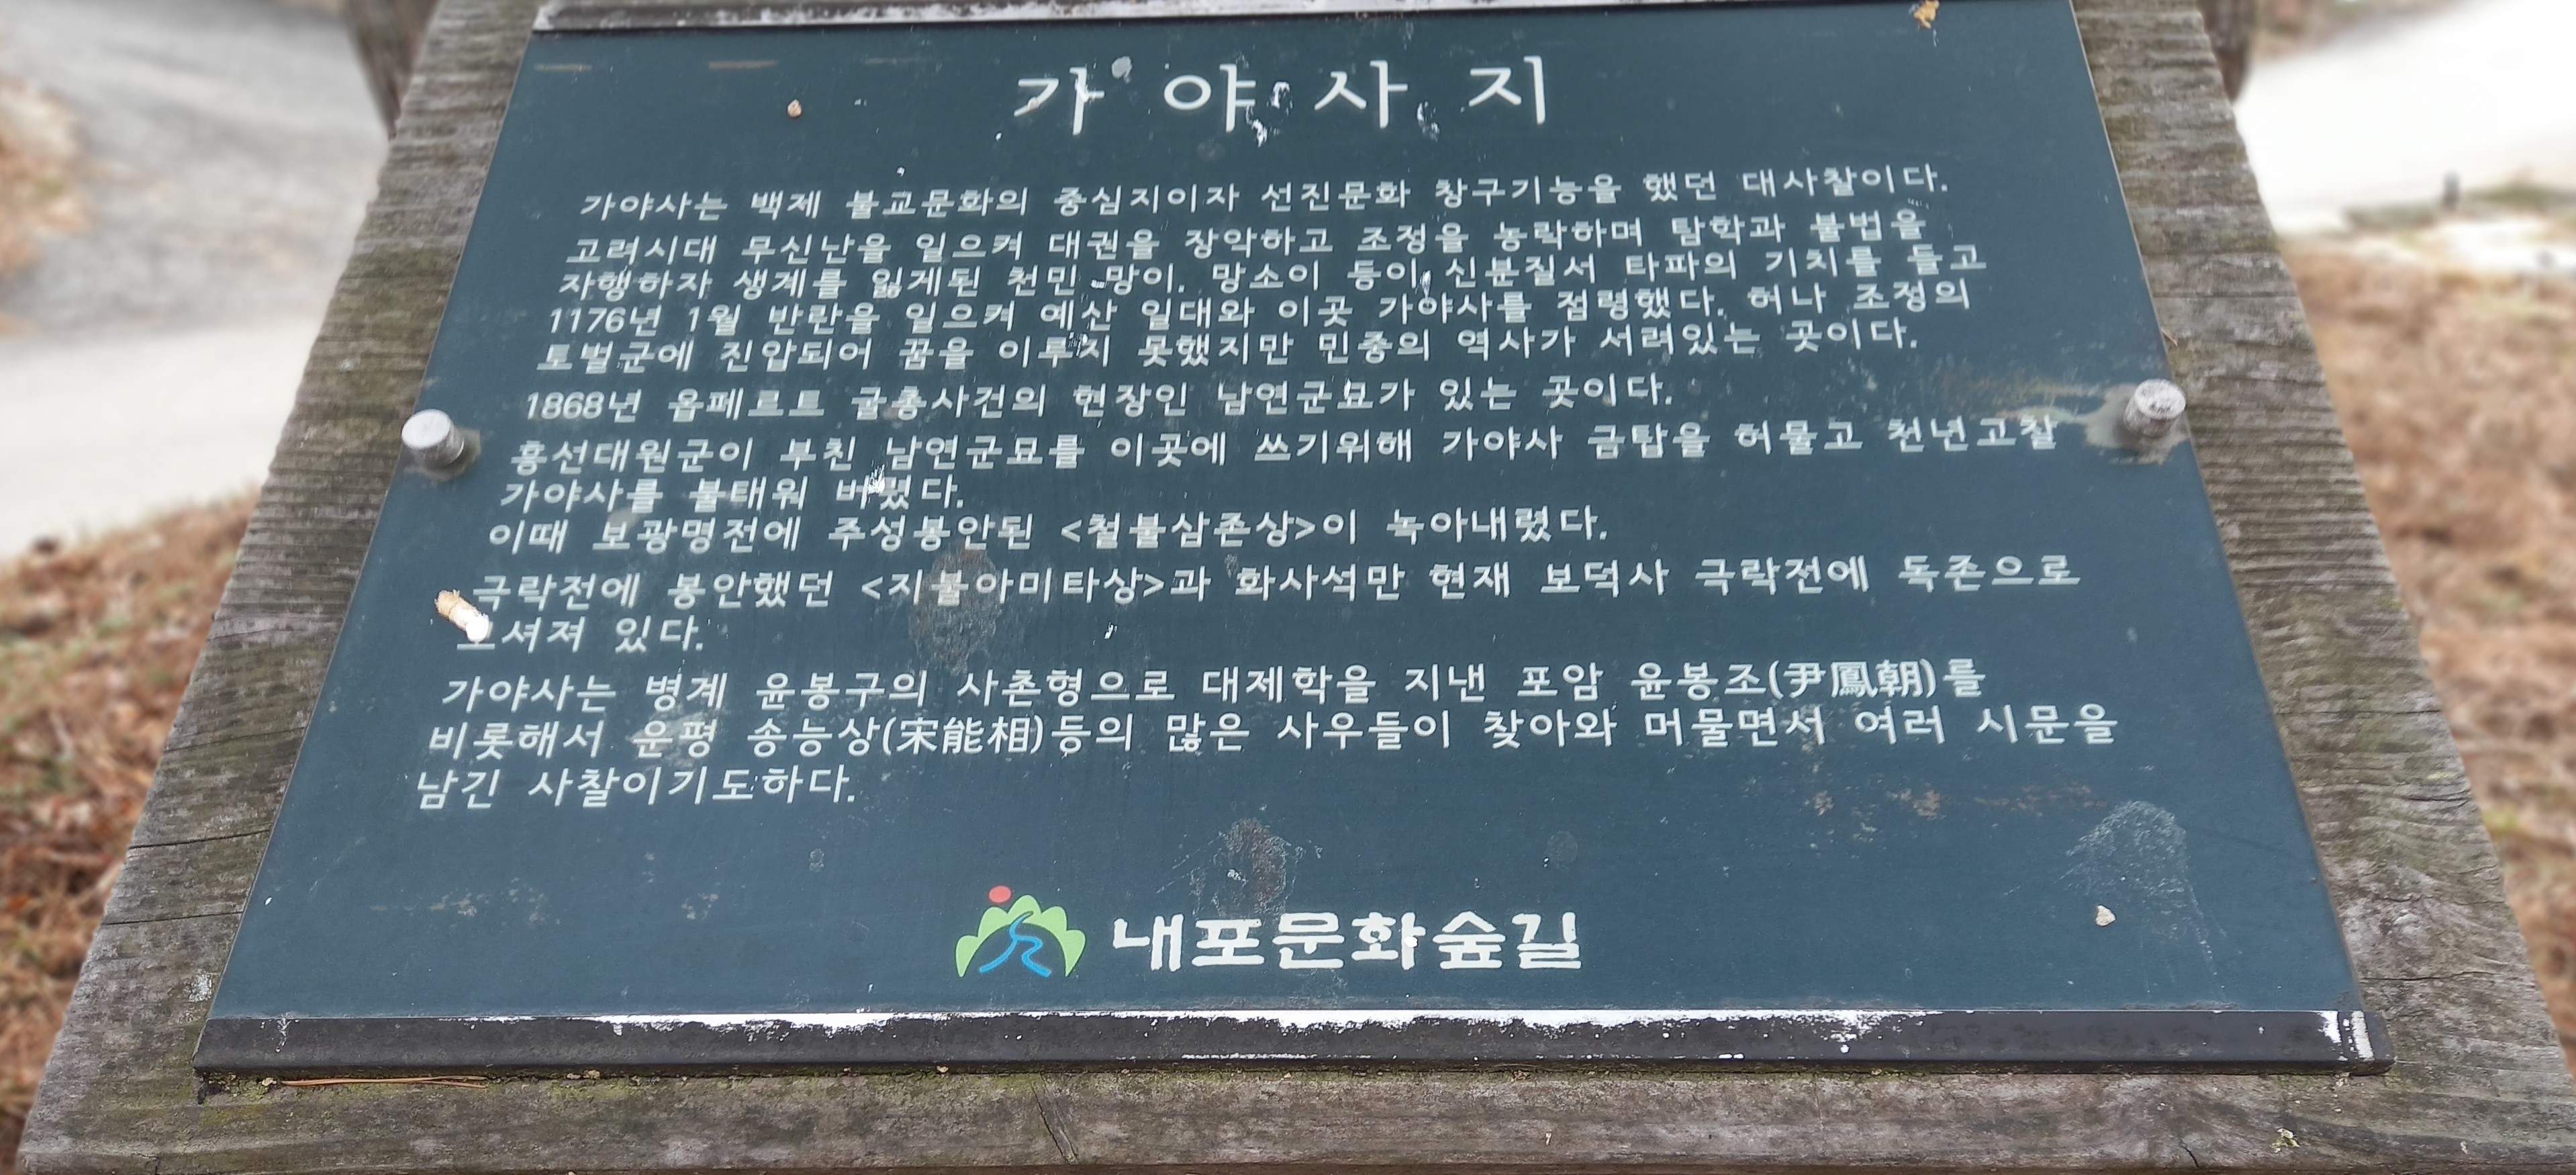 가야사지
가야사는 백제 불교문화의 중심지이자 선진문화 창구기능을 했던 대사찰이다.
고려시대 무신난을 일으켜 대권을 장악하고 조정을 농락하며 탐학과 불법을
자행하자 생계를 잃게된 천민 망이, 망소이 등이 신분질서 타파의 기치를 들고
1176년 1월 반란을 일으켜 예산 일대와 이곳 가야사를 점령했다. 허나 조정의
토벌군에 진압되어 꿈을 이루지 못했지만 민중의 역사가 서려있는 곳이다.
1868년 옵페르트 굴총사건의 현장인 남연군묘가 있는 곳이다.
흥선대원군이 부친 남연군묘를 이곳에 쓰기위해 가야사 금탑을 허물고 천년고찰
가야사를 불태워 버렸다.
이때 보광명전에 주성봉안된 <철불삼존상>이 녹아내렸다.
극락전에 봉안했던 <지불아미타상>과 화사석만 현재 보덕사 극락전에 독존으로
모셔져 있다.
가야사는 병계 윤봉구의 사촌형으로 대제학을 지낸 포암 윤봉조(尹鳳朝)를
비롯해서 운평 송능상(宋能相)등의 많은 사우들이 찾아와 머물면서 여러 시문을
남긴 사찰이기도하다.
내포문화숲길